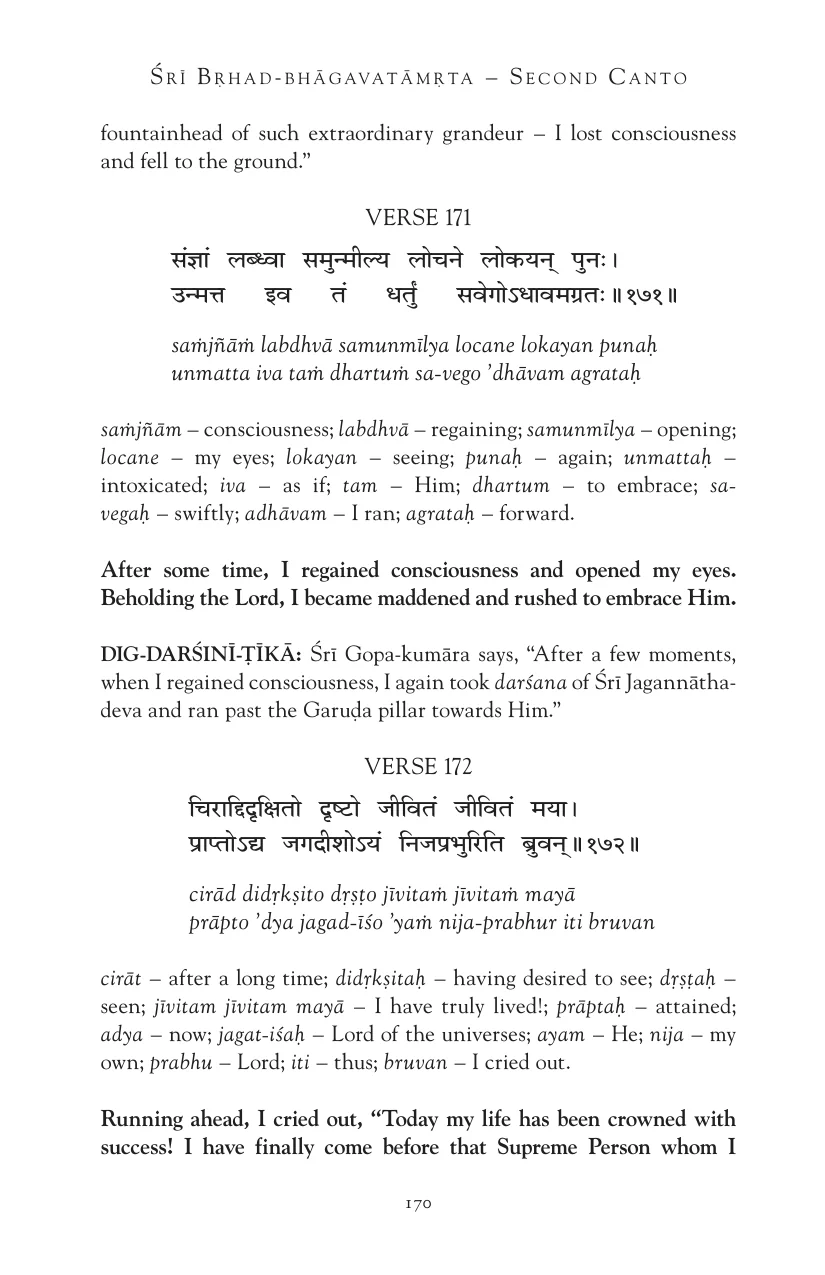 ŚRĪ BṚHAD-BHĀGAVATĀMṚTA – SECOND CANTO
fountainhead of such extraordinary grandeur – I lost consciousness
and fell to the ground.”
VERSE 171
संज्ञां लब्ध्वा समुन्मील्य लोचने लोकयन् पुनः।
उन्मत्त इव तं धर्तुं सवेगोऽधावमग्रतः॥१७१॥
saṁjñāṁ labdhvā samunmīlya locane lokayan punaḥ
unmatta iva taṁ dhartuṁ sa-vego ’dhāvam agrataḥ
saṁjñām – consciousness; labdhvā – regaining; samunmīlya – opening;
locane – my eyes; lokayan – seeing; punaḥ – again; unmattaḥ –
intoxicated; iva – as if; tam – Him; dhartum – to embrace; sa-
vegaḥ – swiftly; adhāvam – I ran; agrataḥ – forward.
After some time, I regained consciousness and opened my eyes.
Beholding the Lord, I became maddened and rushed to embrace Him.
DIG-DARŚINĪ-ṬĪKĀ: Śrī Gopa-kumāra says, “After a few moments,
when I regained consciousness, I again took darśana of Śrī Jagannātha-
deva and ran past the Garuḍa pillar towards Him.”
VERSE 172
चिराद्दिदृक्षितो दृष्टो जीवितं जीवितं मया।
प्राप्तोऽद्य जगदीशोऽयं निजप्रभुरिति ब्रुवन्॥१७२॥
cirād didṛkṣito dṛṣṭo jīvitaṁ jīvitaṁ mayā
prāpto ’dya jagad-īśo ’yaṁ nija-prabhur iti bruvan
cirāt – after a long time; didṛkṣitaḥ – having desired to see; dṛṣṭaḥ –
seen; jīvitam jīvitam mayā – I have truly lived!; prāptaḥ – attained;
adya – now; jagat-iśaḥ – Lord of the universes; ayam – He; nija – my
own; prabhu – Lord; iti – thus; bruvan – I cried out.
Running ahead, I cried out, “Today my life has been crowned with
success! I have finally come before that Supreme Person whom I
170